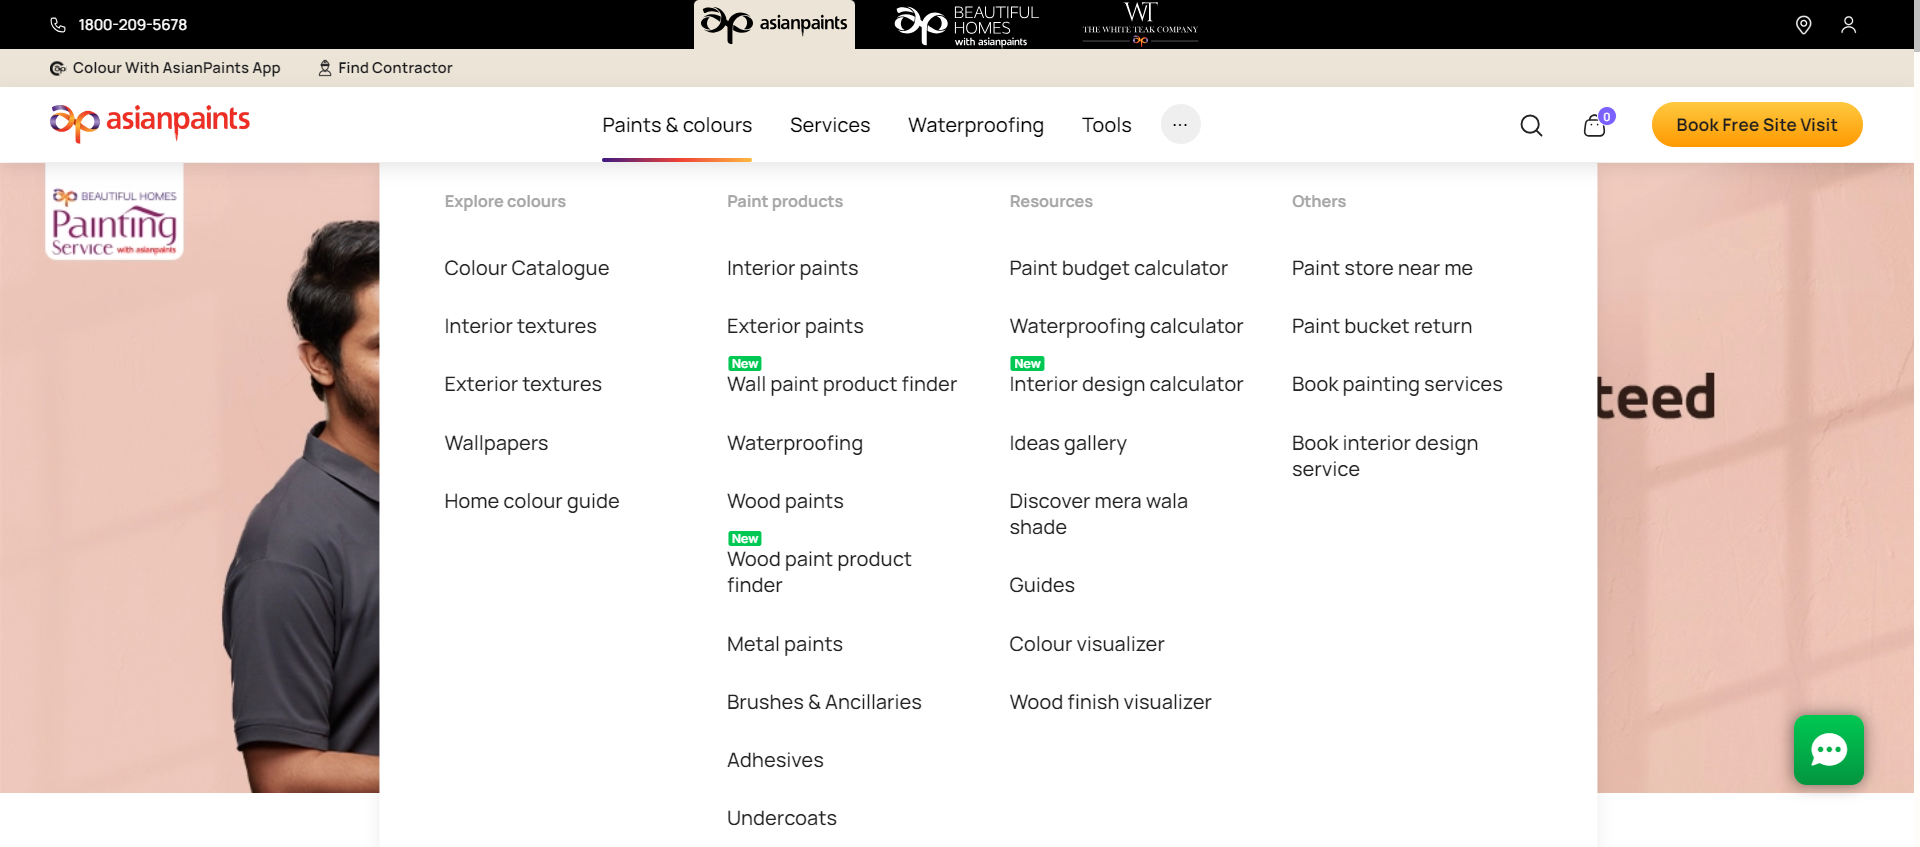 1800-209-5678
asianpaints
BEAUTIFUL
HOMES
with asianpaints
WT
THE WHITE TEAK COMPANY
Colour With AsianPaints App
Find Contractor
asianpaints
Paints & colours
Services
Waterproofing
Tools
...
0
Book Free Site Visit
BEAUTIFUL HOMES
Painting
Service with asianpaints
Explore colours
Colour Catalogue
Interior textures
Exterior textures
Wallpapers
Home colour guide
Paint products
Interior paints
Exterior paints
New
Wall paint product finder
Waterproofing
Wood paints
New
Wood paint product
finder
Metal paints
Brushes & Ancillaries
Adhesives
Undercoats
Resources
Paint budget calculator
Waterproofing calculator
New
Interior design calculator
Ideas gallery
Discover mera wala
shade
Guides
Colour visualizer
Wood finish visualizer
Others
Paint store near me
Paint bucket return
Book painting services
Book interior design
service
teed